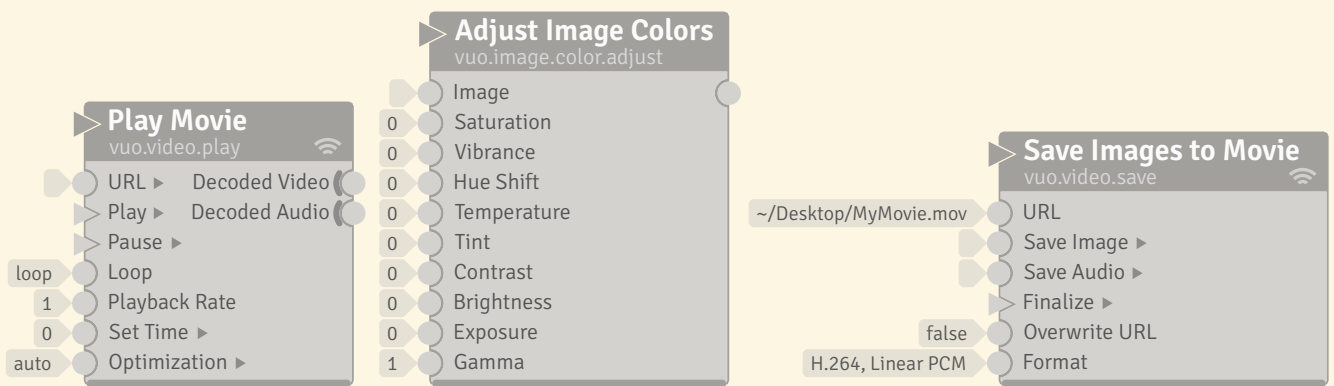 Play Movie
vuo.video.play
URL ▸ Decoded Video
Play ▸ Decoded Audio
Pause ▸
loop Loop
1 Playback Rate
0 Set Time ▸
auto Optimization ▸
Adjust Image Colors
vuo.image.color.adjust
Image
0 Saturation
0 Vibrance
0 Hue Shift
0 Temperature
0 Tint
0 Contrast
0 Brightness
0 Exposure
1 Gamma
Save Images to Movie
vuo.video.save
~/Desktop/MyMovie.mov URL
Save Image ▸
Save Audio ▸
Finalize ▸
false Overwrite URL
H.264, Linear PCM Format